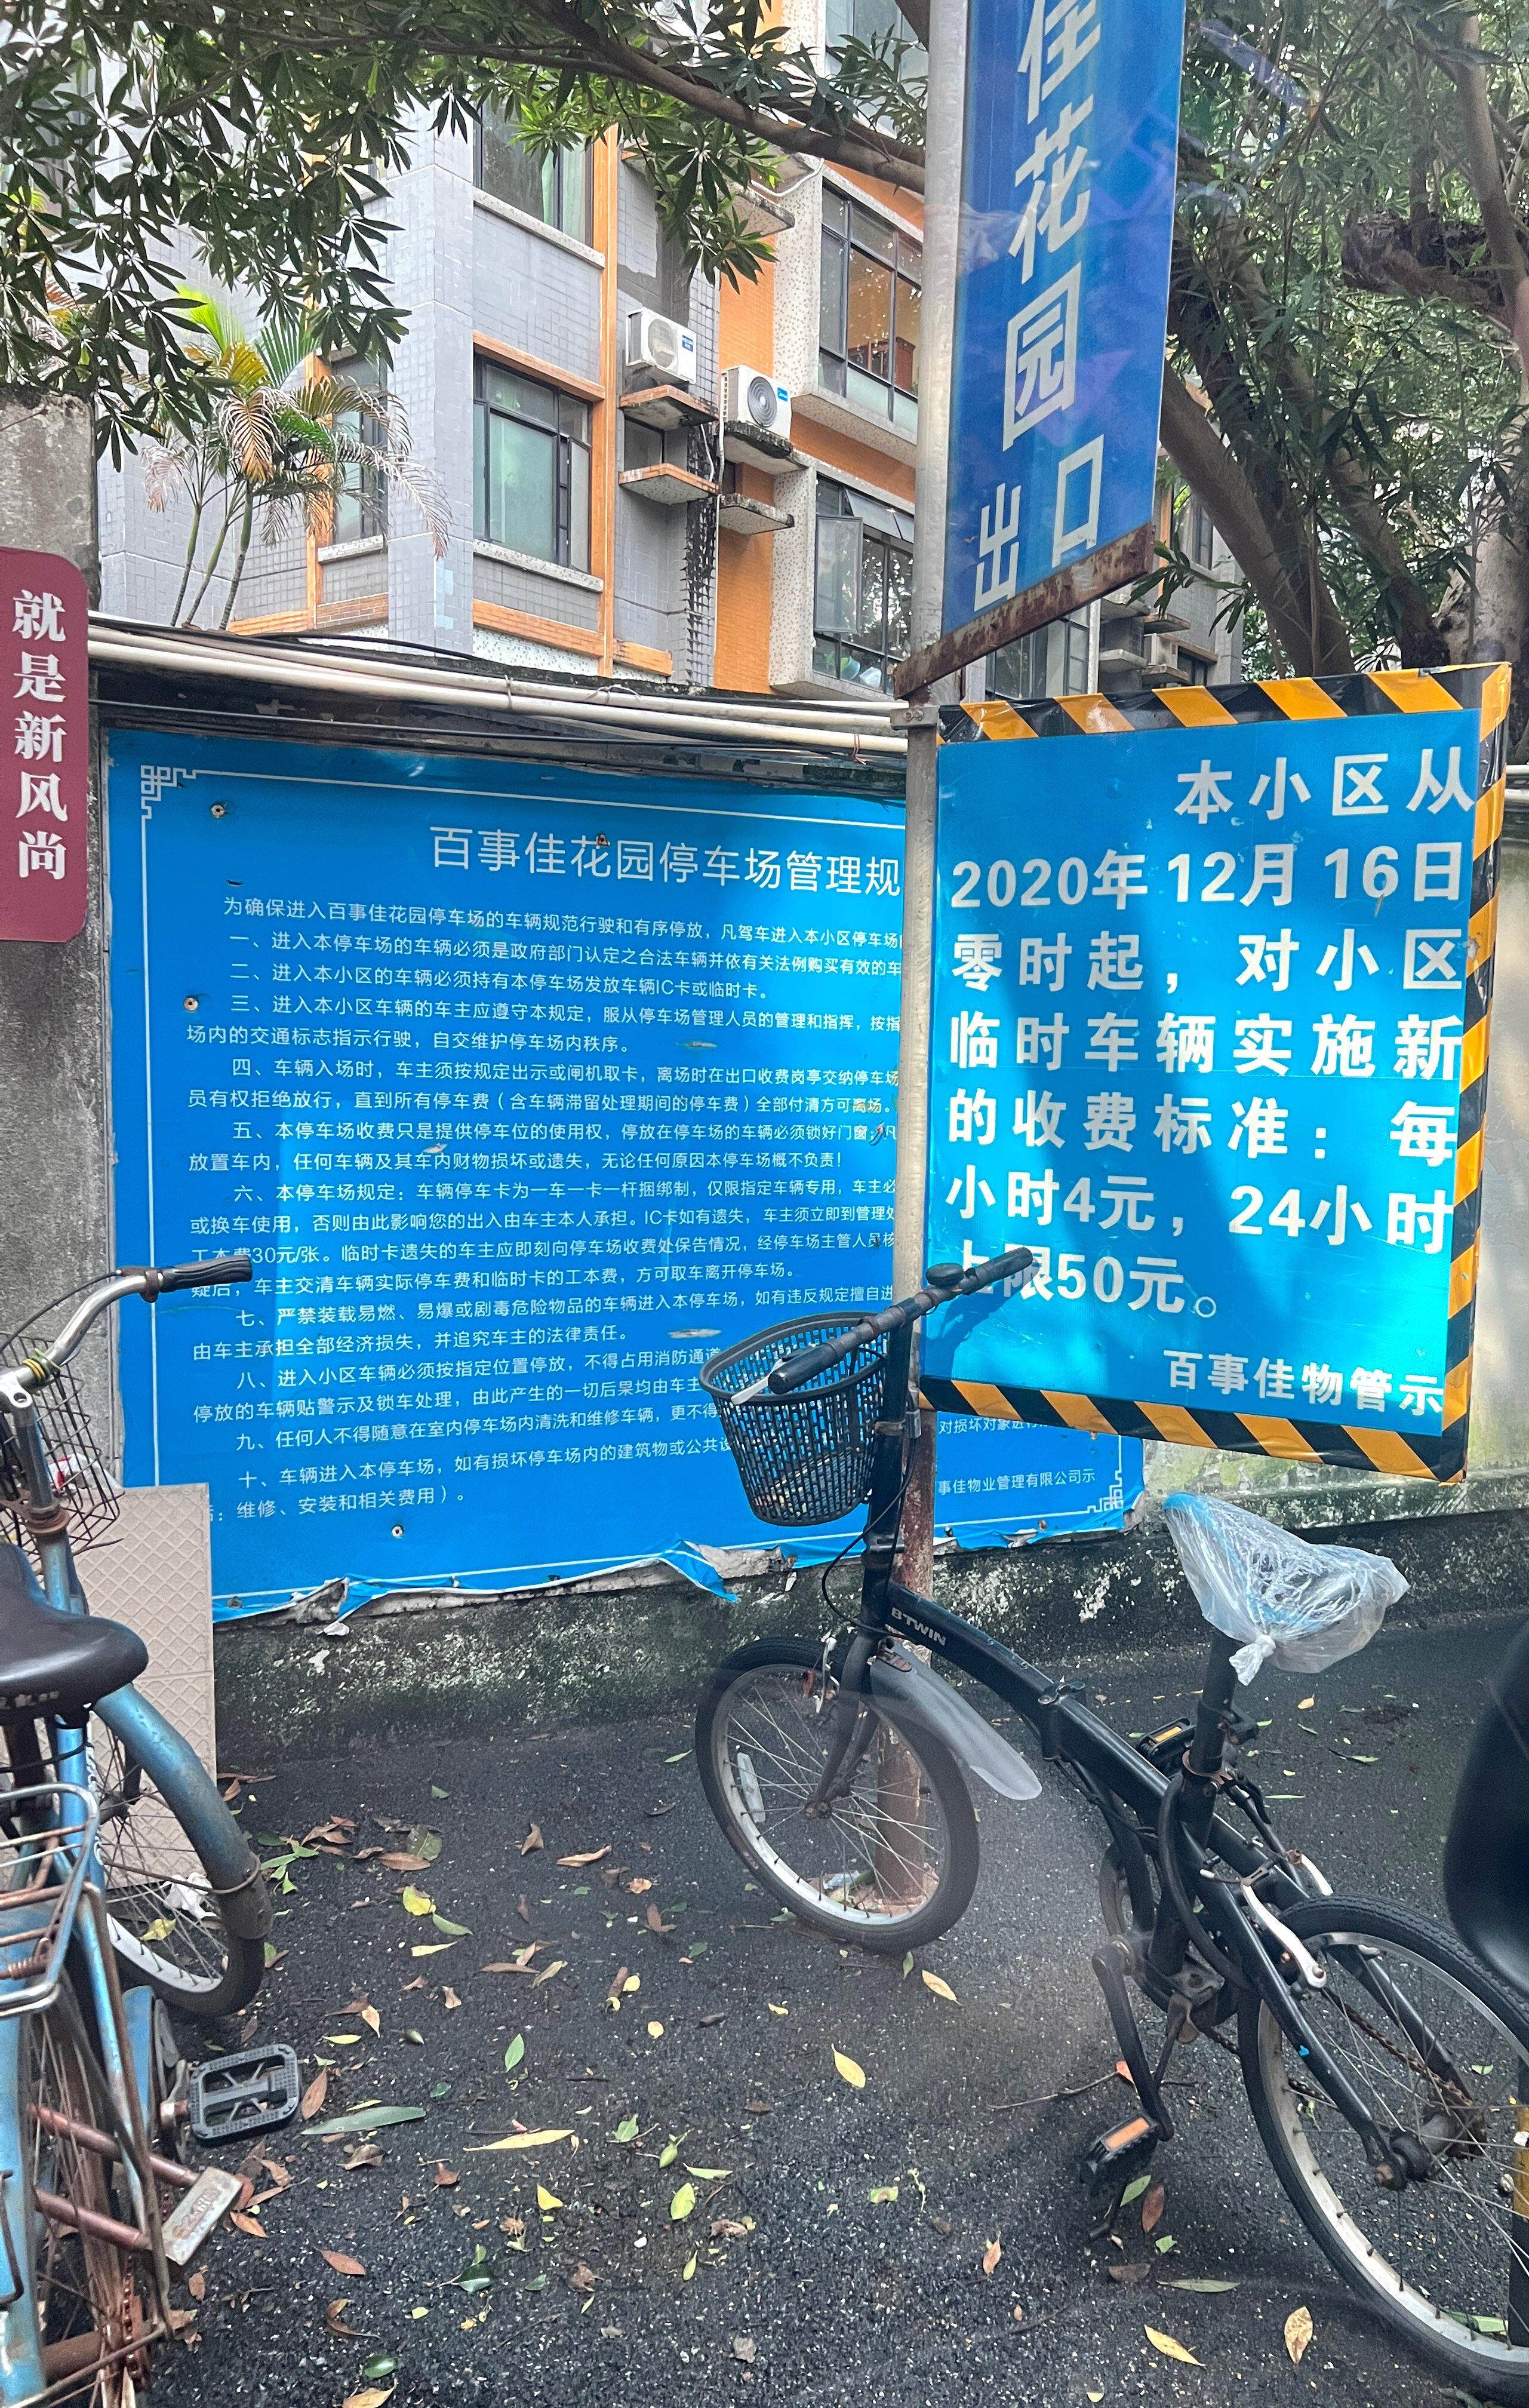 佳花园
出口
就是新风尚
百事佳花园停车场管理规
为确保进入百事佳花园停车场的车辆规范行驶和有序停放，凡驾车进入本小区停车场
一、进入本停车场的车辆必须是政府部门认定之合法车辆并依有关法例购买有效的车
二、进入本小区的车辆必须持有本停车场发放车辆IC卡或临时卡。
三、进入本小区车辆的车主应遵守本规定，服从停车场管理人员的管理和指挥，按指
场内的交通标志指示行驶，自交维护停车场内秩序。
四、车辆入场时，车主须按规定出示或闸机取卡，离场时在出口收费岗亭交纳停车场
员有权拒绝放行，直到所有停车费（含车辆滞留处理期间的停车费）全部付清方可离场。
五、本停车场收费只是提供停车位的使用权，停放在停车场的车辆必须锁好门窗，凡
放置车内，任何车辆及其车内财物损坏或遗失，无论任何原因本停车场概不负责！
六、本停车场规定：车辆停车卡为一车一卡一杆捆绑制，仅限指定车辆专用，车主必
或换车使用，否则由此影响您的出入由车主本人承担。IC卡如有遗失，车主须立即到管理处
工本费30元/张。临时卡遗失的车主应即刻向停车场收费处保告情况，经停车场主管人员核
疑后，车主交清车辆实际停车费和临时卡的工本费，方可取车离开停车场。
七、严禁装载易燃、易爆或剧毒危险物品的车辆进入本停车场，如有违反规定擅自进
由车主承担全部经济损失，并追究车主的法律责任。
八、进入小区车辆必须按指定位置停放，不得占用消防通道
停放的车辆贴警示及锁车处理，由此产生的一切后果均由车主
九、任何人不得随意在室内停车场内清洗和维修车辆，更不得
十、车辆进入本停车场，如有损坏停车场内的建筑物或公共设
对损坏对象进行
：维修、安装和相关费用）。
事佳物业管理有限公司示
本小区从
2020年12月16日
零时起，对小区
临时车辆实施新
的收费标准：每
小时4元，24小时
上限50元。
百事佳物管示
BTWIN